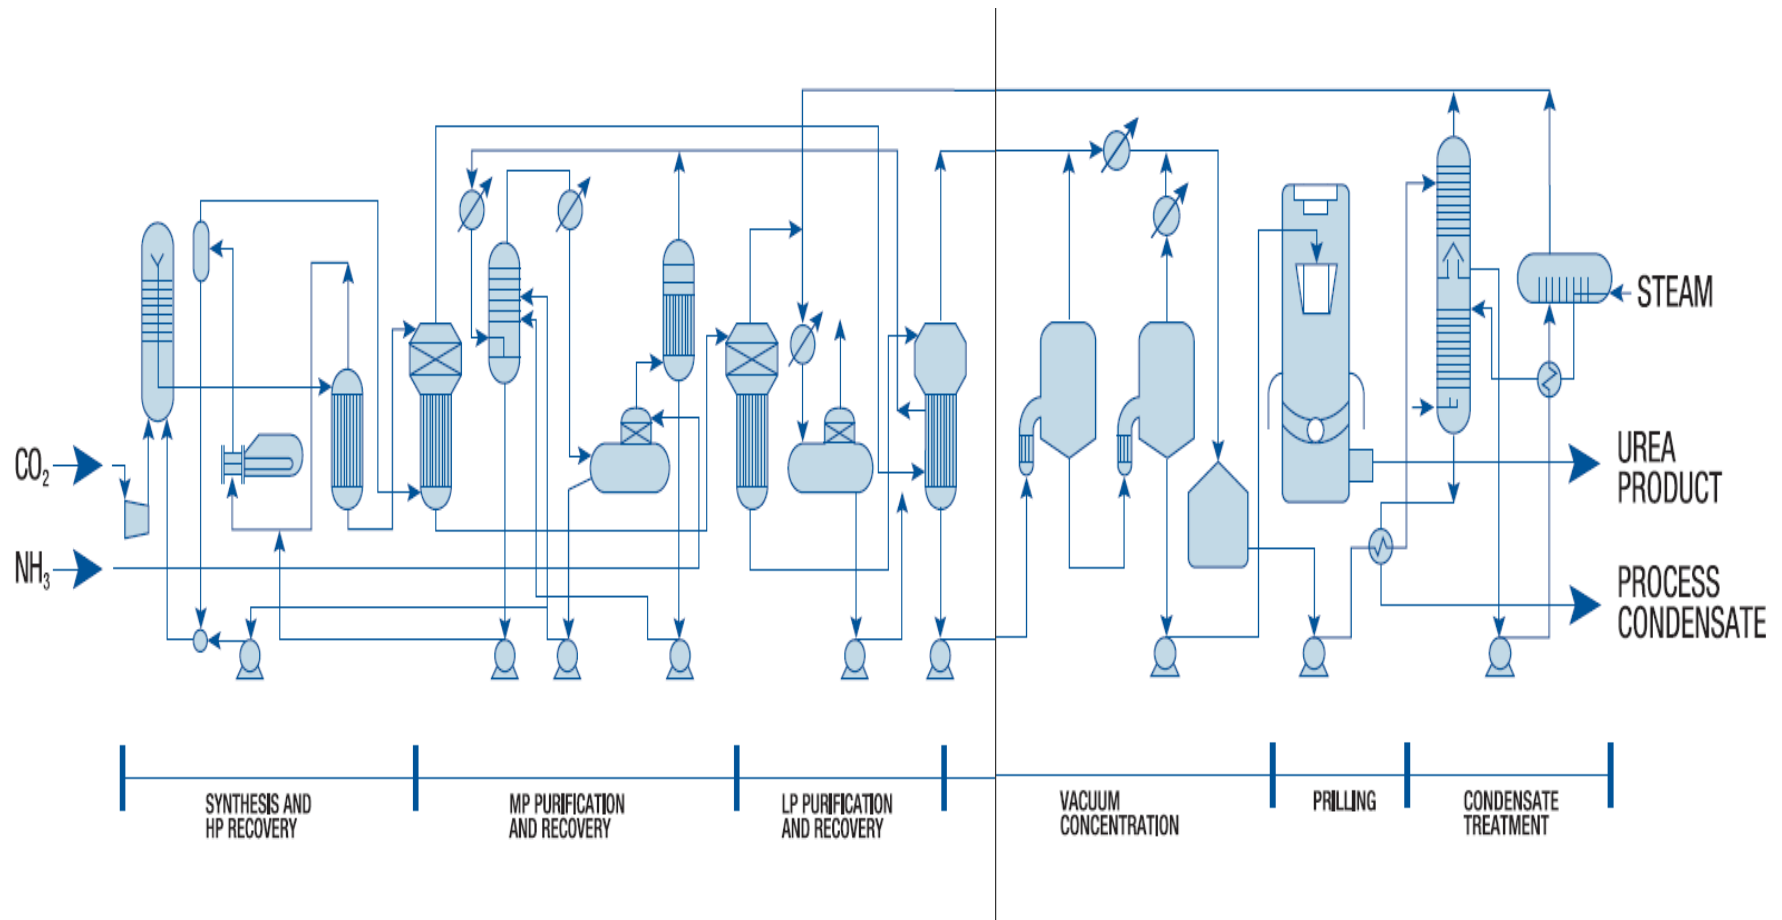 STEAM
CO₂
UREA
PRODUCT
NH₃
PROCESS
CONDENSATE
SYNTHESIS AND
HP RECOVERY
MP PURIFICATION
AND RECOVERY
LP PURIFICATION
AND RECOVERY
VACUUM
CONCENTRATION
PRILLING
CONDENSATE
TREATMENT